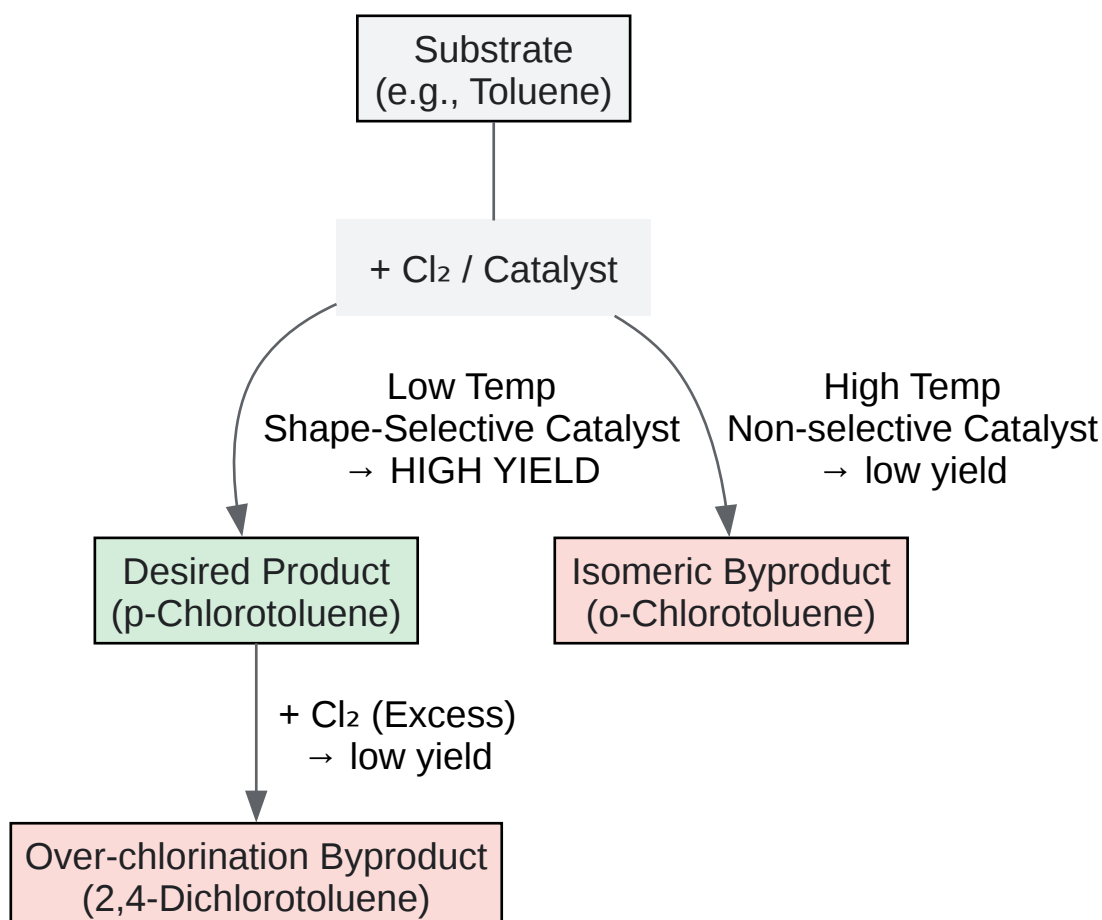 Substrate
(e.g., Toluene)
+ Cl₂ / Catalyst
Low Temp
Shape-Selective Catalyst
→ HIGH YIELD
High Temp
Non-selective Catalyst
→ low yield
Desired Product
(p-Chlorotoluene)
Isomeric Byproduct
(o-Chlorotoluene)
+ Cl₂ (Excess)
→ low yield
Over-chlorination Byproduct
(2,4-Dichlorotoluene)